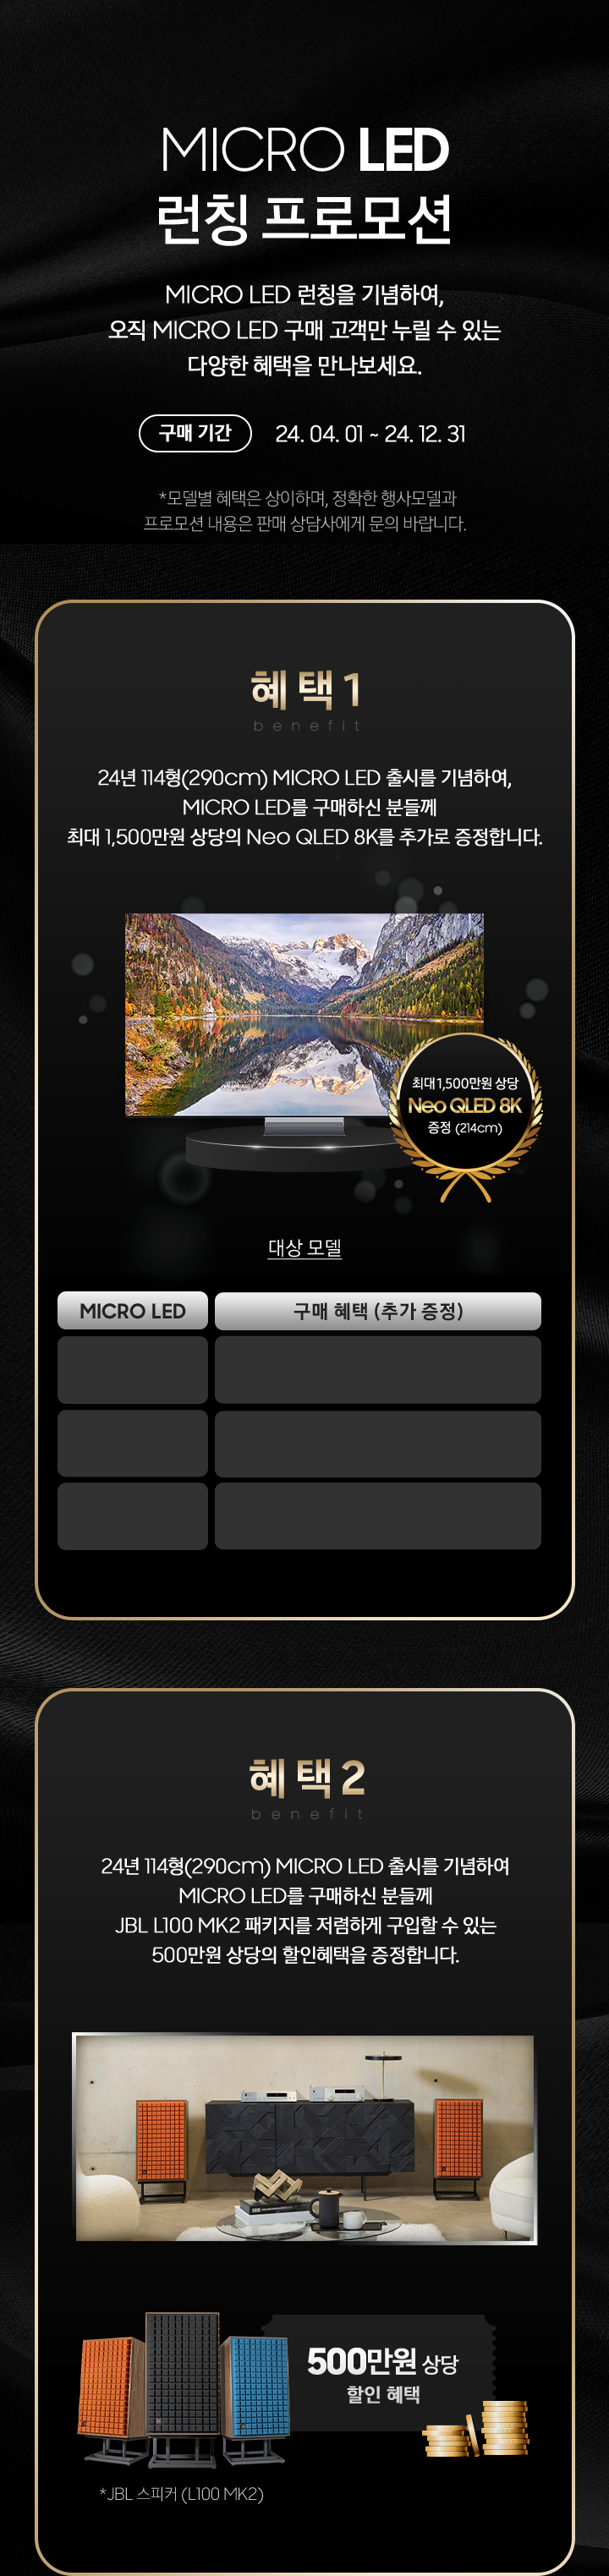 MICRO LED
런칭 프로모션
MICRO LED 런칭을 기념하여,
오직 MICRO LED 구매 고객만 누릴 수 있는
다양한 혜택을 만나보세요.
구매 기간 24. 04. 01 ~ 24. 12. 31
*모델별 혜택은 상이하며, 정확한 행사모델과
프로모션 내용은 판매 상담사에게 문의 바랍니다.
혜택1
benefit
24년 114형(290cm) MICRO LED 출시를 기념하여,
MICRO LED를 구매하신 분들께
최대 1,500만원 상당의 Neo QLED 8K를 추가로 증정합니다.
최대1,500만원 상당
Neo QLED 8K
증정 (214cm)
대상 모델
MICRO LED 구매 혜택 (추가 증정)
혜택2
benefit
24년 114형(290cm) MICRO LED 출시를 기념하여
MICRO LED를 구매하신 분들께
JBL L100 MK2 패키지를 저렴하게 구입할 수 있는
500만원 상당의 할인혜택을 증정합니다.
500만원 상당
할인 혜택
*JBL 스피커 (L100 MK2)